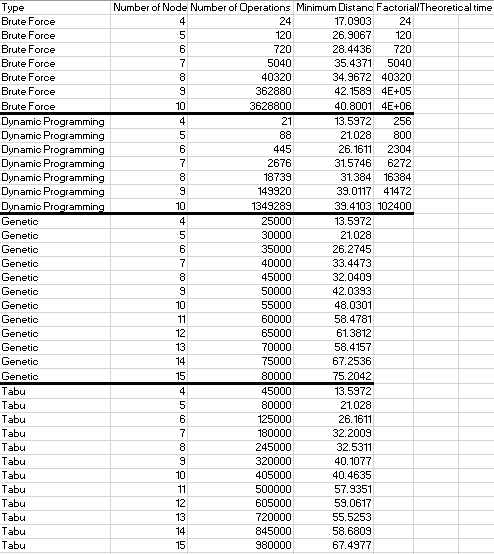 Type Number of Node Number of Operations Minimum Distanc Factorial/Theoretical time
Brute Force 4 24 17.0903 24
Brute Force 5 120 26.9067 120
Brute Force 6 720 28.4436 720
Brute Force 7 5040 35.4371 5040
Brute Force 8 40320 34.9672 40320
Brute Force 9 362880 42.1589 4E+05
Brute Force 10 3628800 40.8001 4E+06
Dynamic Programming 4 21 13.5972 256
Dynamic Programming 5 88 21.028 800
Dynamic Programming 6 445 26.1611 2304
Dynamic Programming 7 2676 31.5746 6272
Dynamic Programming 8 18739 31.384 16384
Dynamic Programming 9 149920 39.0117 41472
Dynamic Programming 10 1349289 39.4103 102400
Genetic 4 25000 13.5972
Genetic 5 30000 21.028
Genetic 6 35000 26.2745
Genetic 7 40000 33.4473
Genetic 8 45000 32.0409
Genetic 9 50000 42.0393
Genetic 10 55000 48.0301
Genetic 11 60000 58.4781
Genetic 12 65000 61.3812
Genetic 13 70000 58.4157
Genetic 14 75000 67.2536
Genetic 15 80000 75.2042
Tabu 4 45000 13.5972
Tabu 5 80000 21.028
Tabu 6 125000 26.1611
Tabu 7 180000 32.2009
Tabu 8 245000 32.5311
Tabu 9 320000 40.1077
Tabu 10 405000 40.4635
Tabu 11 500000 57.9351
Tabu 12 605000 59.0617
Tabu 13 720000 55.5253
Tabu 14 845000 58.6809
Tabu 15 980000 67.4977